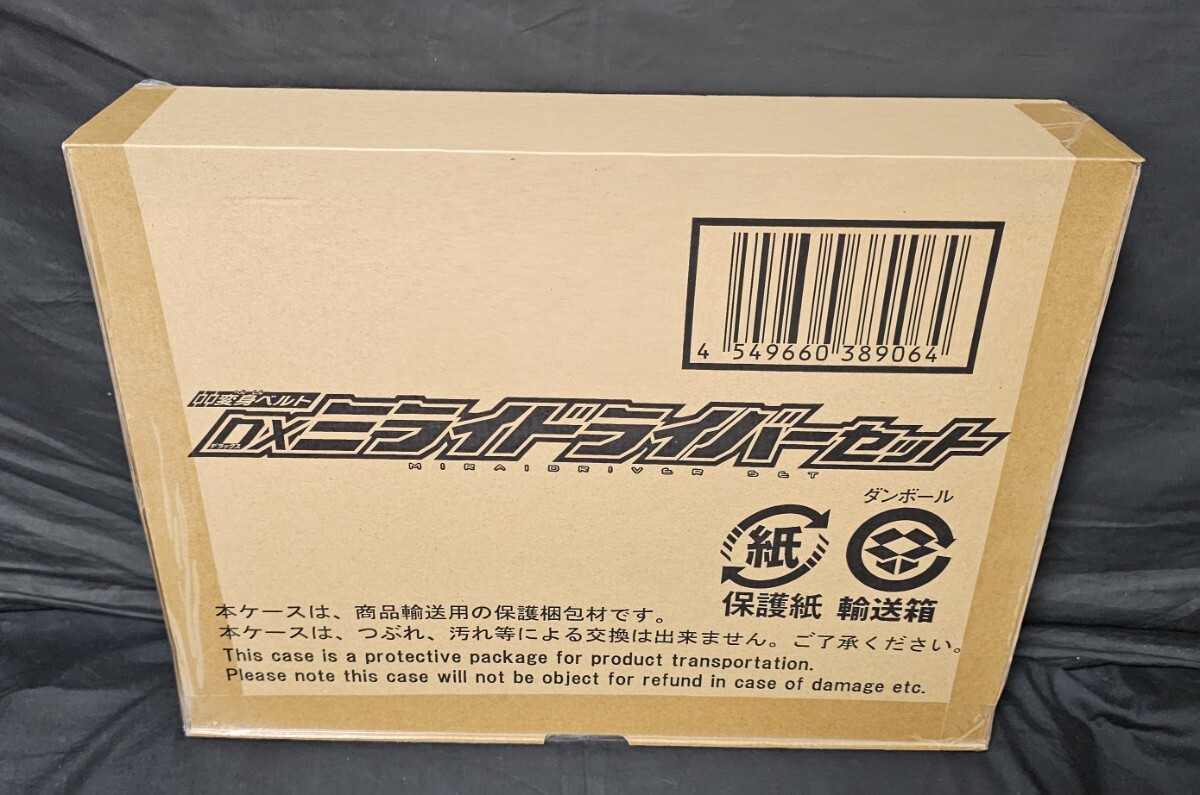 4 549660 389064
変身ベルト
DXミライドライバーセット
デラックス
MIRAIDRIVER SET
ダンボール
紙
保護紙 輸送箱
本ケースは、商品輸送用の保護梱包材です。
本ケースは、つぶれ、汚れ等による交換は出来ません。ご了承ください。
This case is a protective package for product transportation.
Please note this case will not be object for refund in case of damage etc.